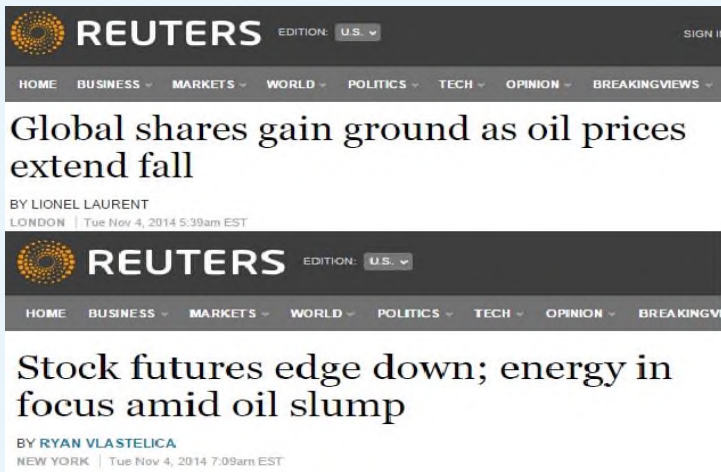 REUTERS EDITION: U.S. SIGN I
HOME BUSINESS MARKETS WORLD POLITICS TECH OPINION BREAKINGVIEWS
Global shares gain ground as oil prices
extend fall
BY LIONEL LAURENT
LONDON | Tue Nov 4, 2014 5:39am EST
REUTERS EDITION: U.S.
HOME BUSINESS MARKETS WORLD POLITICS TECH OPINION BREAKINGVI
Stock futures edge down; energy in
focus amid oil slump
BY RYAN VLASTELICA
NEW YORK | Tue Nov 4, 2014 7:09am EST